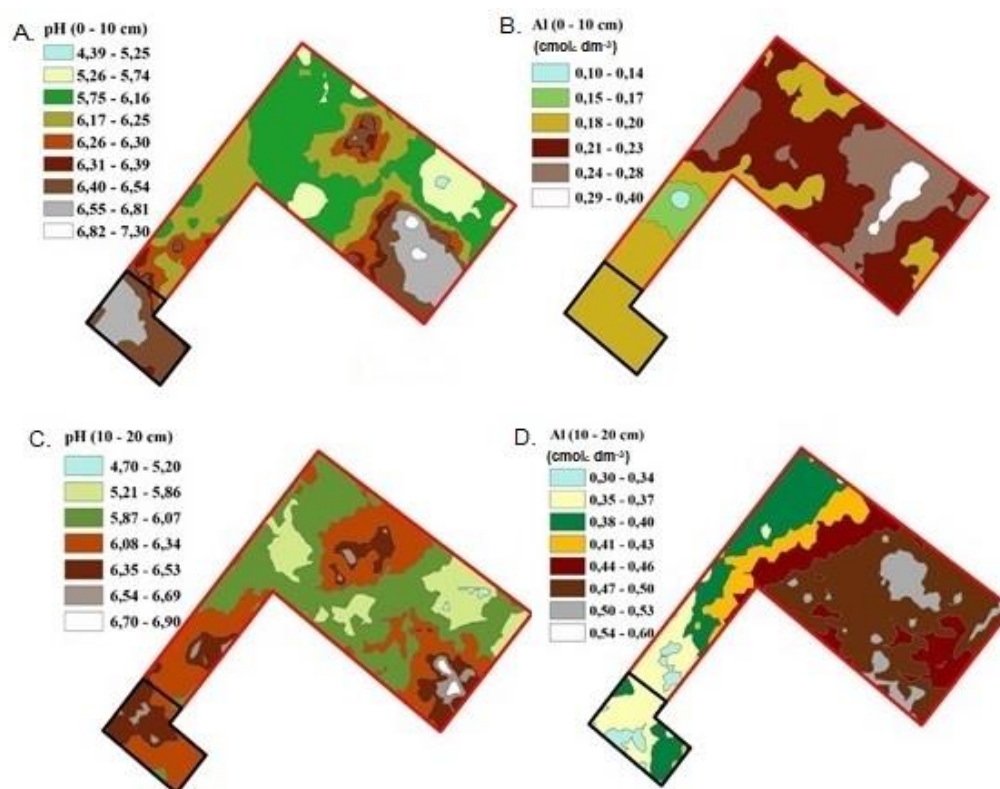 A.
pH (0 - 10 cm)
4,39 - 5,25
5,26 - 5,74
5,75 - 6,16
6,17 - 6,25
6,26 - 6,30
6,31 - 6,39
6,40 - 6,54
6,55 - 6,81
6,82 - 7,30
B.
Al (0 - 10 cm)
(cmolc dm⁻³)
0,10 - 0,14
0,15 - 0,17
0,18 - 0,20
0,21 - 0,23
0,24 - 0,28
0,29 - 0,40
C.
pH (10 - 20 cm)
4,70 - 5,20
5,21 - 5,86
5,87 - 6,07
6,08 - 6,34
6,35 - 6,53
6,54 - 6,69
6,70 - 6,90
D.
Al (10 - 20 cm)
(cmolc dm⁻³)
0,30 - 0,34
0,35 - 0,37
0,38 - 0,40
0,41 - 0,43
0,44 - 0,46
0,47 - 0,50
0,50 - 0,53
0,54 - 0,60